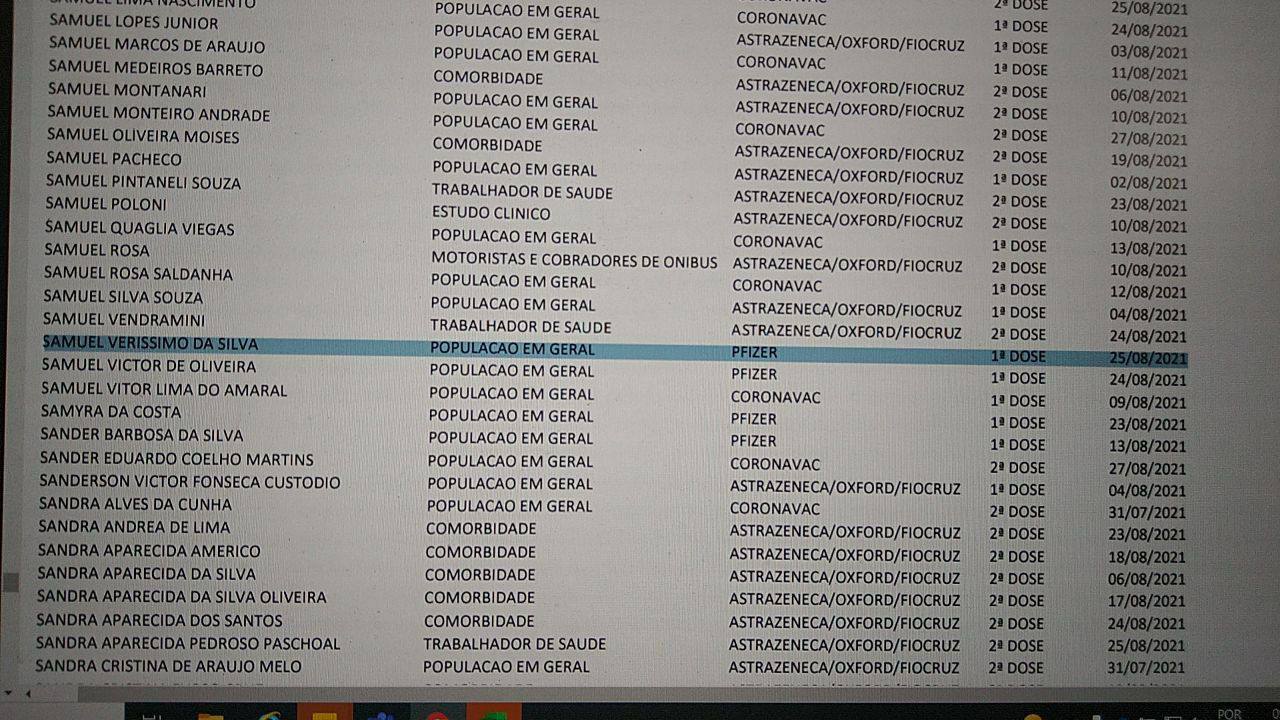 2ª DOSE 25/08/2021
SAMUEL LIMA NASCIMENTO POPULACAO EM GERAL CORONAVAC 1ª DOSE 24/08/2021
SAMUEL LOPES JUNIOR POPULACAO EM GERAL ASTRAZENECA/OXFORD/FIOCRUZ 1ª DOSE 03/08/2021
SAMUEL MARCOS DE ARAUJO POPULACAO EM GERAL CORONAVAC 1ª DOSE 11/08/2021
SAMUEL MEDEIROS BARRETO COMORBIDADE ASTRAZENECA/OXFORD/FIOCRUZ 2ª DOSE 06/08/2021
SAMUEL MONTANARI POPULACAO EM GERAL ASTRAZENECA/OXFORD/FIOCRUZ 2ª DOSE 10/08/2021
SAMUEL MONTEIRO ANDRADE POPULACAO EM GERAL CORONAVAC 2ª DOSE 27/08/2021
SAMUEL OLIVEIRA MOISES COMORBIDADE ASTRAZENECA/OXFORD/FIOCRUZ 2ª DOSE 19/08/2021
SAMUEL PACHECO POPULACAO EM GERAL ASTRAZENECA/OXFORD/FIOCRUZ 1ª DOSE 02/08/2021
SAMUEL PINTANELI SOUZA TRABALHADOR DE SAUDE ASTRAZENECA/OXFORD/FIOCRUZ 2ª DOSE 23/08/2021
SAMUEL POLONI ESTUDO CLINICO ASTRAZENECA/OXFORD/FIOCRUZ 2ª DOSE 10/08/2021
SAMUEL QUAGLIA VIEGAS POPULACAO EM GERAL CORONAVAC 1ª DOSE 13/08/2021
SAMUEL ROSA MOTORISTAS E COBRADORES DE ONIBUS ASTRAZENECA/OXFORD/FIOCRUZ 2ª DOSE 10/08/2021
SAMUEL ROSA SALDANHA POPULACAO EM GERAL CORONAVAC 1ª DOSE 12/08/2021
SAMUEL SILVA SOUZA POPULACAO EM GERAL ASTRAZENECA/OXFORD/FIOCRUZ 1ª DOSE 04/08/2021
SAMUEL VENDRAMINI TRABALHADOR DE SAUDE ASTRAZENECA/OXFORD/FIOCRUZ 2ª DOSE 24/08/2021
SAMUEL VERISSIMO DA SILVA POPULACAO EM GERAL PFIZER 1ª DOSE 25/08/2021
SAMUEL VICTOR DE OLIVEIRA POPULACAO EM GERAL PFIZER 1ª DOSE 24/08/2021
SAMUEL VITOR LIMA DO AMARAL POPULACAO EM GERAL CORONAVAC 1ª DOSE 09/08/2021
SAMYRA DA COSTA POPULACAO EM GERAL PFIZER 1ª DOSE 23/08/2021
SANDER BARBOSA DA SILVA POPULACAO EM GERAL PFIZER 1ª DOSE 13/08/2021
SANDER EDUARDO COELHO MARTINS POPULACAO EM GERAL CORONAVAC 2ª DOSE 27/08/2021
SANDERSON VICTOR FONSECA CUSTODIO POPULACAO EM GERAL ASTRAZENECA/OXFORD/FIOCRUZ 1ª DOSE 04/08/2021
SANDRA ALVES DA CUNHA POPULACAO EM GERAL CORONAVAC 2ª DOSE 31/07/2021
SANDRA ANDREA DE LIMA COMORBIDADE ASTRAZENECA/OXFORD/FIOCRUZ 2ª DOSE 23/08/2021
SANDRA APARECIDA AMERICO COMORBIDADE ASTRAZENECA/OXFORD/FIOCRUZ 2ª DOSE 18/08/2021
SANDRA APARECIDA DA SILVA COMORBIDADE ASTRAZENECA/OXFORD/FIOCRUZ 2ª DOSE 06/08/2021
SANDRA APARECIDA DA SILVA OLIVEIRA COMORBIDADE ASTRAZENECA/OXFORD/FIOCRUZ 2ª DOSE 17/08/2021
SANDRA APARECIDA DOS SANTOS COMORBIDADE ASTRAZENECA/OXFORD/FIOCRUZ 2ª DOSE 24/08/2021
SANDRA APARECIDA PEDROSO PASCHOAL TRABALHADOR DE SAUDE ASTRAZENECA/OXFORD/FIOCRUZ 2ª DOSE 25/08/2021
SANDRA CRISTINA DE ARAUJO MELO POPULACAO EM GERAL ASTRAZENECA/OXFORD/FIOCRUZ 2ª DOSE 31/07/2021
POR